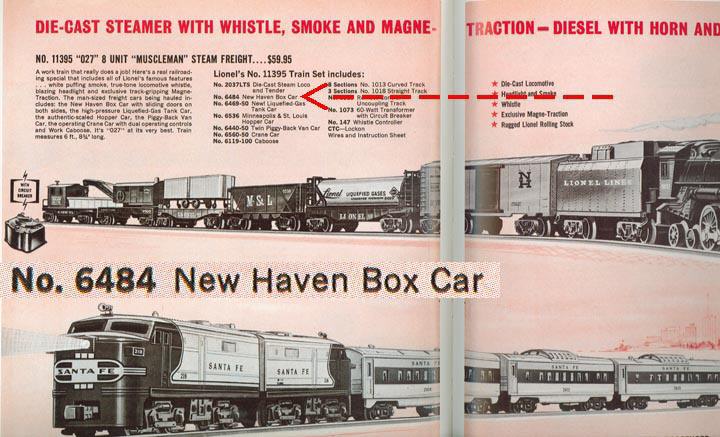 DIE-CAST STEAMER WITH WHISTLE, SMOKE AND MAGNE-TRACTION—DIESEL WITH HORN AND
NO. 11395 "027" 8 UNIT "MUSCLEMAN" STEAM FREIGHT....$59.95
A work train that really does a job! Here's a real railroad-
ing special that includes all of Lionel's famous features
... white puffing smoke, true-tone locomotive whistle,
blazing headlight and exclusive track-hugging Magne-
Traction. The man-sized freight cars being hauled in-
cludes: the New Haven Box Car with sliding doors on
both sides, the high-pressure Liquefied-Gas Tank Car,
the authentic-scaled Hopper Car, the Piggy-Back Van
Car, the operating Crane Car with dual operating controls
and Work Caboose. It's "027" at its very best. Train
measures 6 ft., 8¾" long.
Lionel's No. 11395 Train Set includes:
No. 2037LTS Die-Cast Steam Loco
and Tender
No. 6484 New Haven Box Car
No. 6469-50 New! Liquefied-Gas
Tank Car
No. 6536 Minneapolis & St. Louis
Hopper Car
No. 6440-50 Twin Piggy-Back Van Car
No. 6560-50 Crane Car
No. 6119-100 Caboose
8 Sections No. 1013 Curved Track
3 Sections No. 1018 Straight Track
Uncoupling Track
No. 1073 60-Watt Transformer
with Circuit Breaker
No. 147 Whistle Controller
CTC—Lockon
Wires and Instruction Sheet
★ Die-Cast Locomotive
★ Headlight and Smoke
★ Whistle
★ Exclusive Magne-Traction
★ Rugged Lionel Rolling Stock
WITH
CIRCUIT
BREAKER
M & L
Lionel LIQUEFIED GASES
LIONEL
N
H
LIONEL LINES
No. 6484 New Haven Box Car
218
SANTA FE
SANTA FE
218
SANTA FE
SANTA FE
SANTA FE
SANTA FE